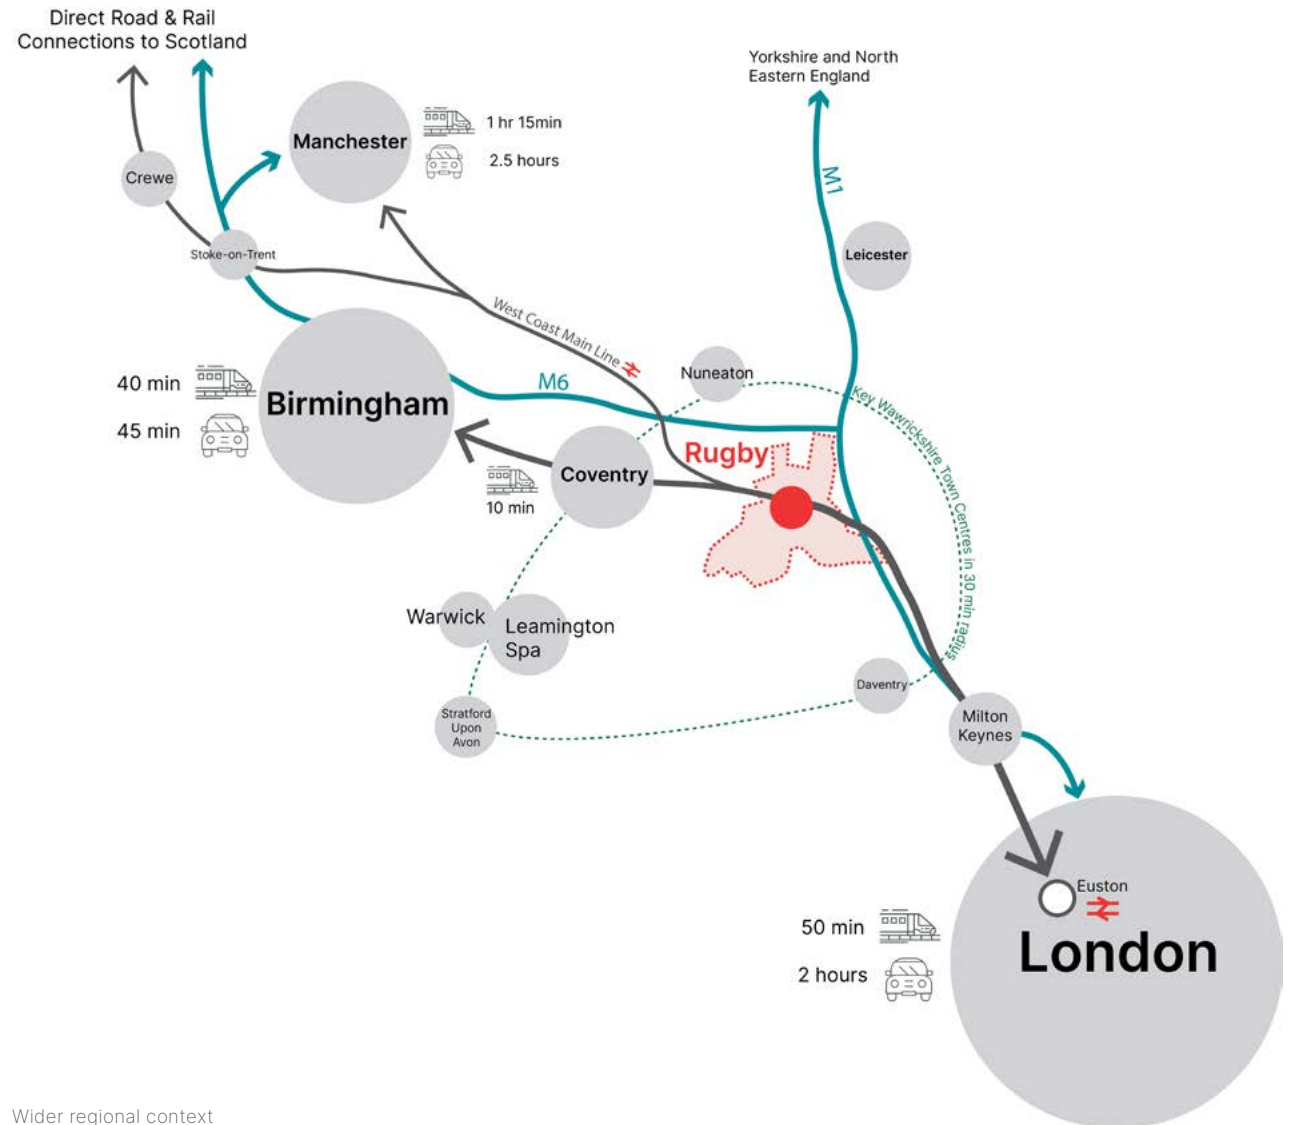 Direct Road & Rail
Connections to Scotland
Yorkshire and North
Eastern England
Manchester
1 hr 15min
2.5 hours
M1
Crewe
Leicester
Stoke-on-Trent
West Coast Main Line
Nuneaton
40 min
45 min
Birmingham
M6
Key Wawrickshire Town Centres in 30 min radius
Rugby
Coventry
10 min
Warwick
Leamington
Spa
Daventry
Stratford
Upon
Avon
Milton
Keynes
Euston
50 min
2 hours
London
Wider regional context